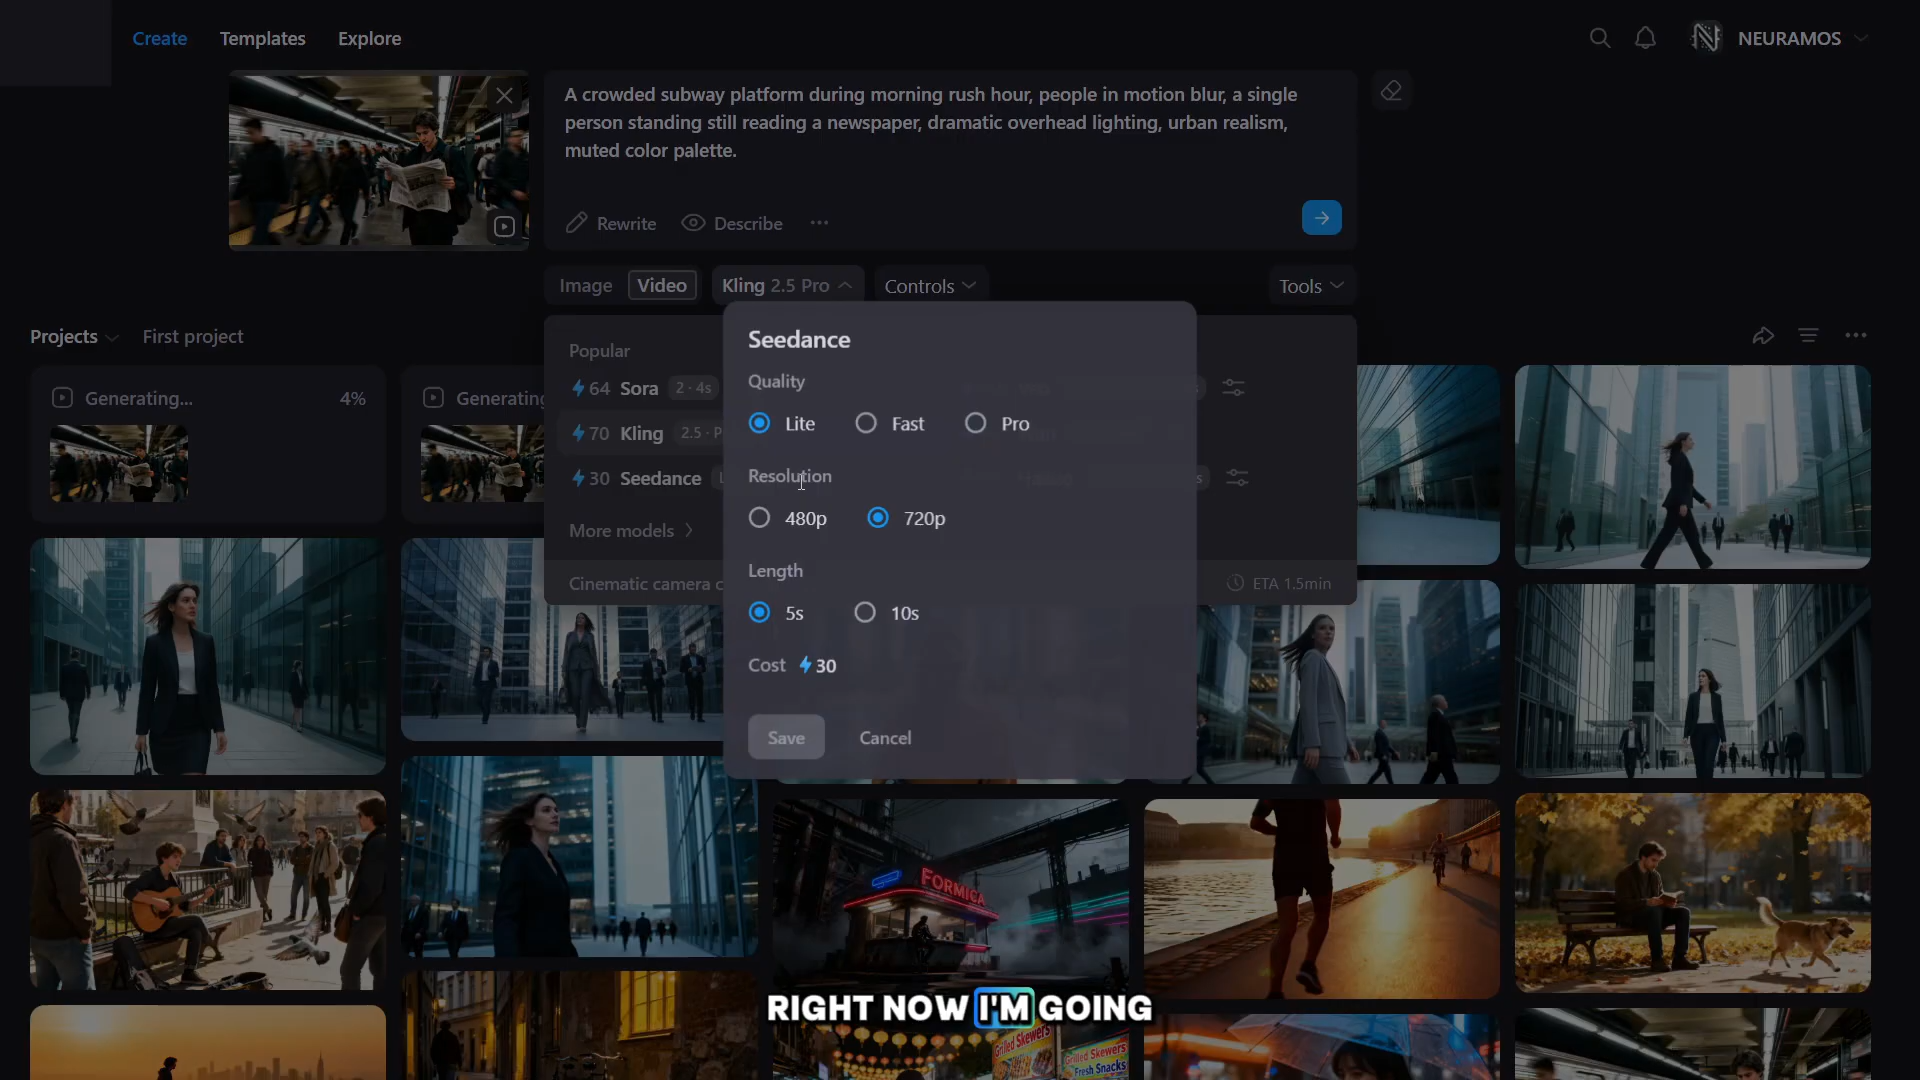 Create Templates Explore NEURAMOS
A crowded subway platform during morning rush hour, people in motion blur, a single
person standing still reading a newspaper, dramatic overhead lighting, urban realism,
muted color palette.
Rewrite Describe
Image Video Kling 2.5 Pro Controls Tools
Projects First project
Generating... 4%
Generating
Popular
64 Sora 2 · 4s
70 Kling 2.5 · P
30 Seedance
More models
Cinematic camera c
ETA 1.5min
Seedance
Quality
Lite Fast Pro
Resolution
480p 720p
Length
5s 10s
Cost 30
Save Cancel
FORMICA
RIGHT NOW I'M GOING
Grilled Skewers
Grilled Skewers
Fresh Snacks